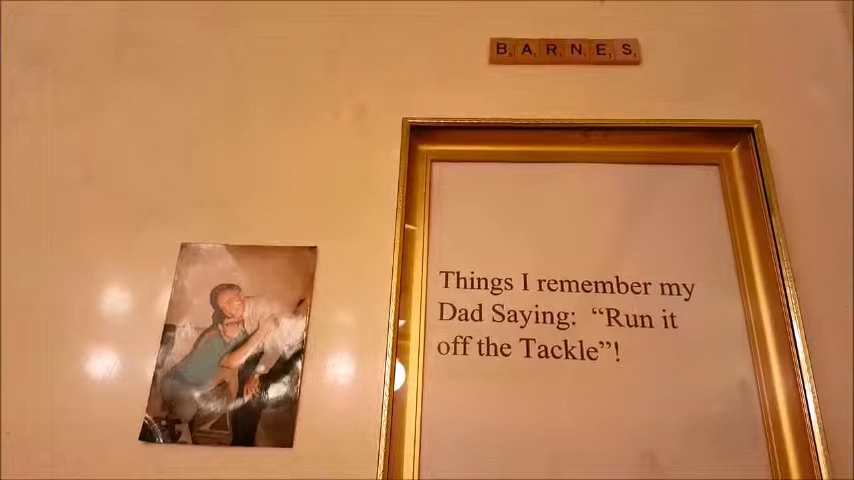 BARNES
Things I remember my
Dad Saying: “Run it
off the Tackle”!